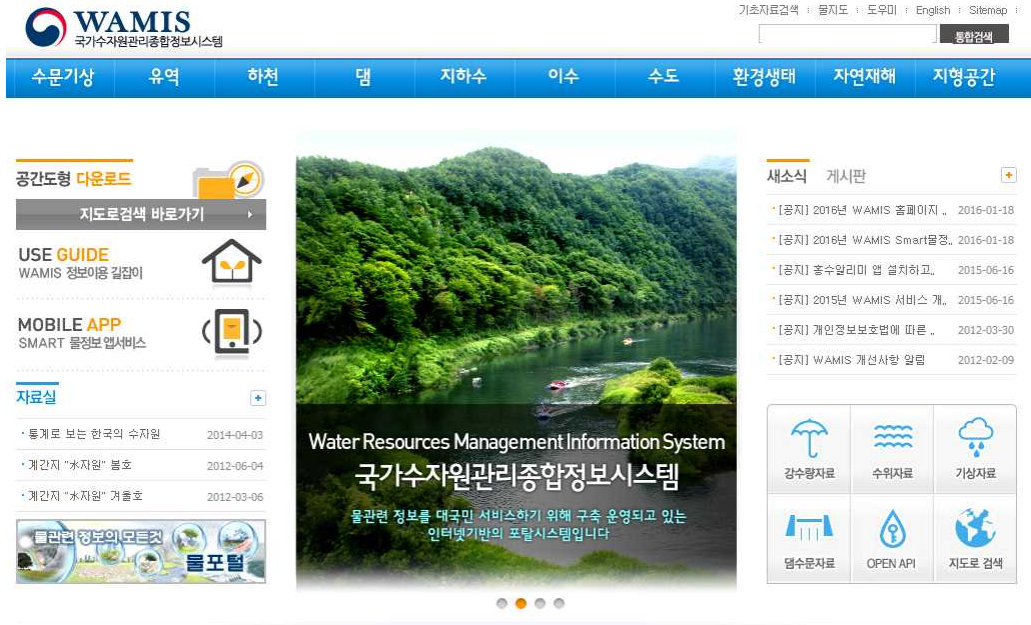 기초자료검색 : 물지도 : 도우미 : English : Sitemap :
WAMIS
국가수자원관리종합정보시스템
통합검색
수문기상 유역 하천 댐 지하수 이수 수도 환경생태 자연재해 지형공간
공간도형 다운로드
지도로검색 바로가기
USE GUIDE
WAMIS 정보이용 길잡이
MOBILE APP
SMART 물정보 앱서비스
자료실
통계로 보는 한국의 수자원 2014-04-03
계간지 "水자원" 봄호 2012-06-04
계간지 "水자원" 겨울호 2012-03-06
물관련 정보의 모든것
물포털
Water Resources Management Information System
국가수자원관리종합정보시스템
물관련 정보를 대국민 서비스하기 위해 구축 운영되고 있는
인터넷기반의 포탈시스템입니다
새소식 게시판
[공지] 2016년 WAMIS 홈페이지 .. 2016-01-18
[공지] 2016년 WAMIS Smart물정.. 2016-01-18
[공지] 홍수알리미 앱 설치하고.. 2015-06-16
[공지] 2015년 WAMIS 서비스 개.. 2015-06-16
[공지] 개인정보보호법에 따른 .. 2012-03-30
[공지] WAMIS 개선사항 알림 2012-02-09
강수량자료 수위자료 기상자료
댐수문자료 OPEN API 지도로 검색